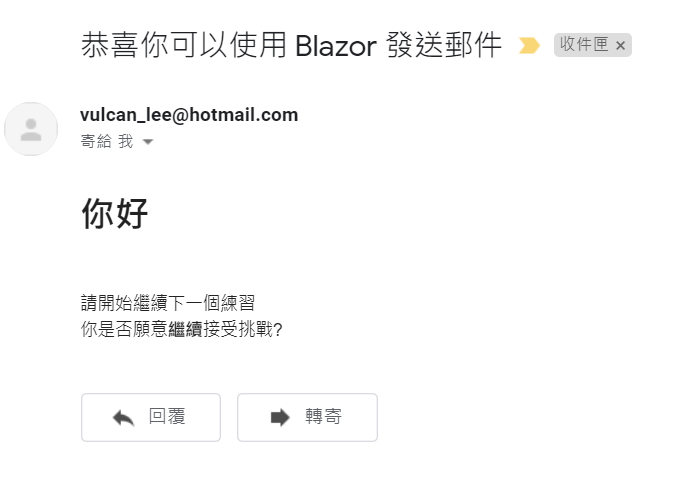 恭喜你可以使用 Blazor 發送郵件 收件匣 ×
vulcan_lee@hotmail.com
寄給 我
你好
請開始繼續下一個練習
你是否願意繼續接受挑戰?
回覆 轉寄